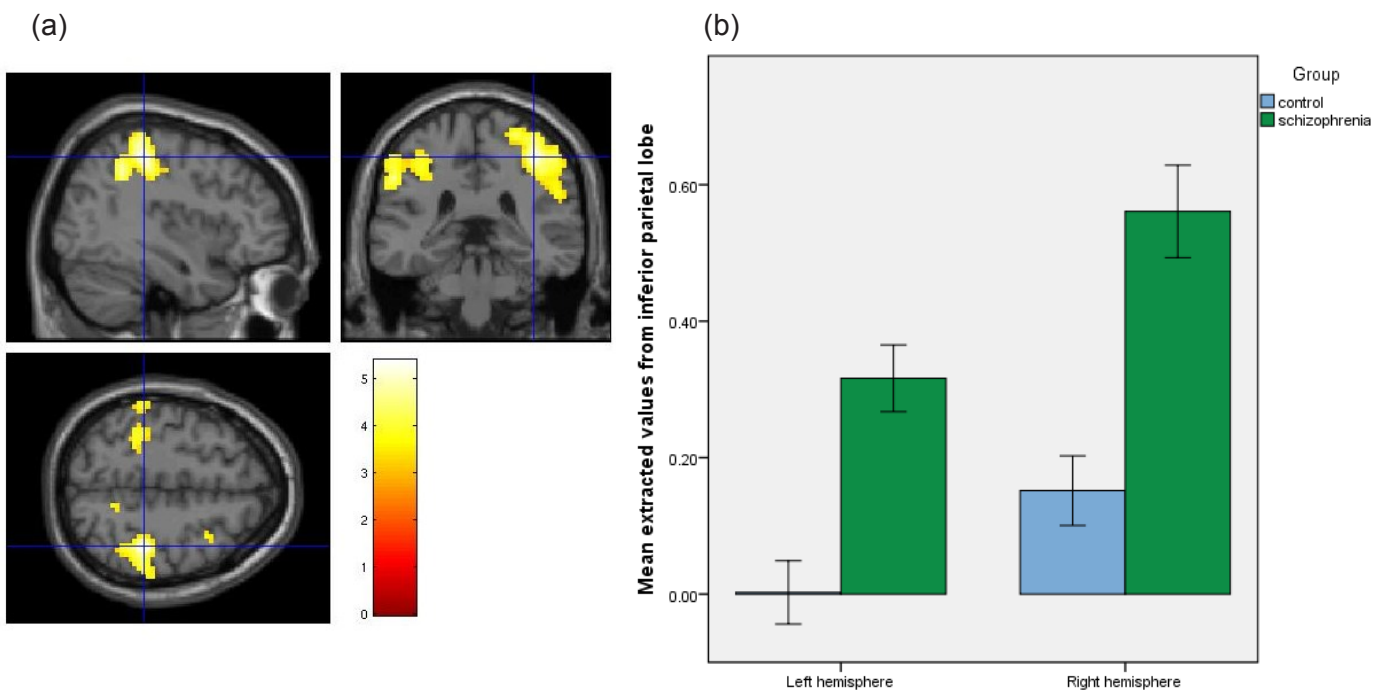 (a)
(b)
5
4
3
2
1
0
Mean extracted values from inferior parietal lobe
0.60
0.40
0.20
0.00
Left hemisphere
Right hemisphere
Group
control
schizophrenia